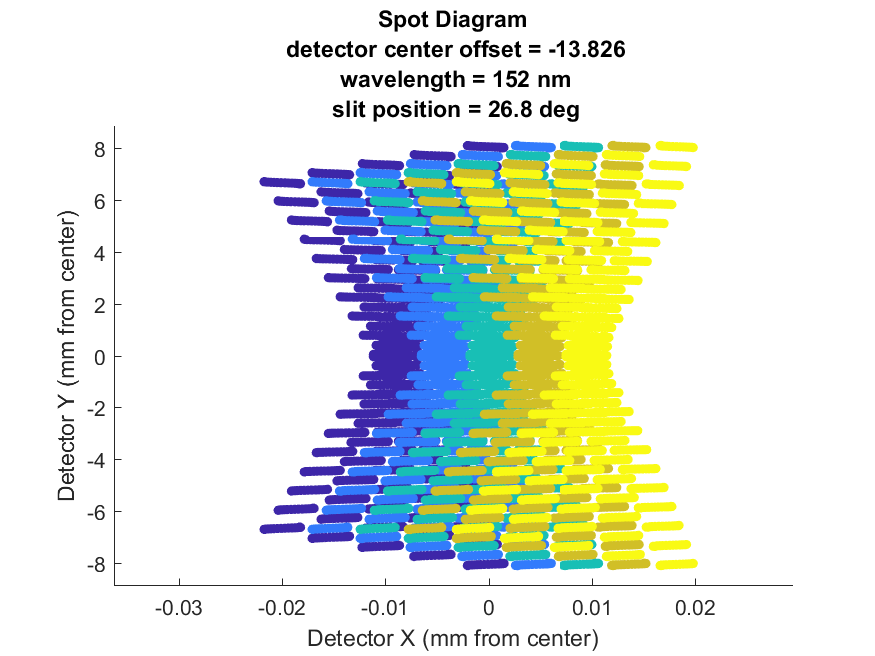 Spot Diagram
detector center offset = -13.826
wavelength = 152 nm
slit position = 26.8 deg
8
6
4
2
0
-2
-4
-6
-8
Detector Y (mm from center)
-0.03
-0.02
-0.01
0
0.01
0.02
Detector X (mm from center)